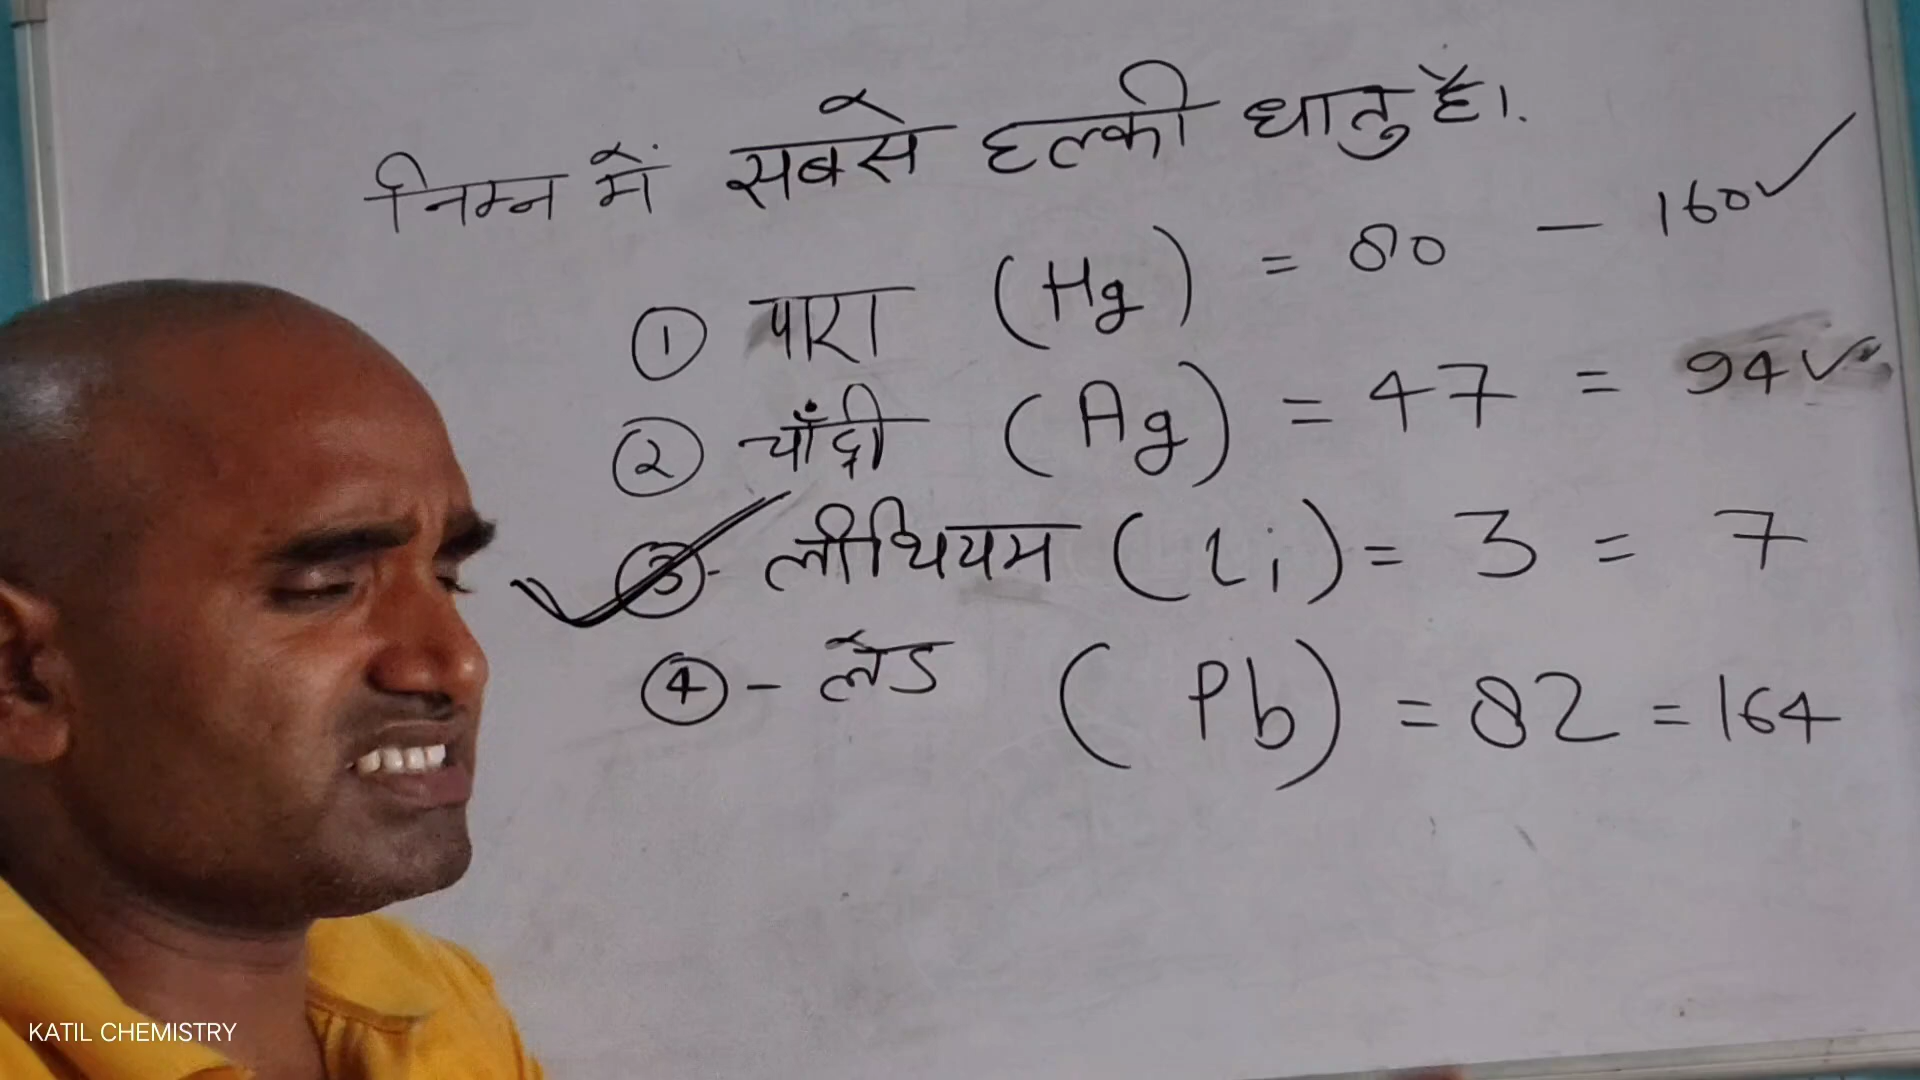 निम्न में सबसे हल्की धातु है।.
① पारा (Hg) = 80 – 160✓
② चाँदी (Ag) = 47 = 94✓
③- लीथियम (Li) = 3 = 7
④ - लेड (Pb) = 82 = 164
KATIL CHEMISTRY